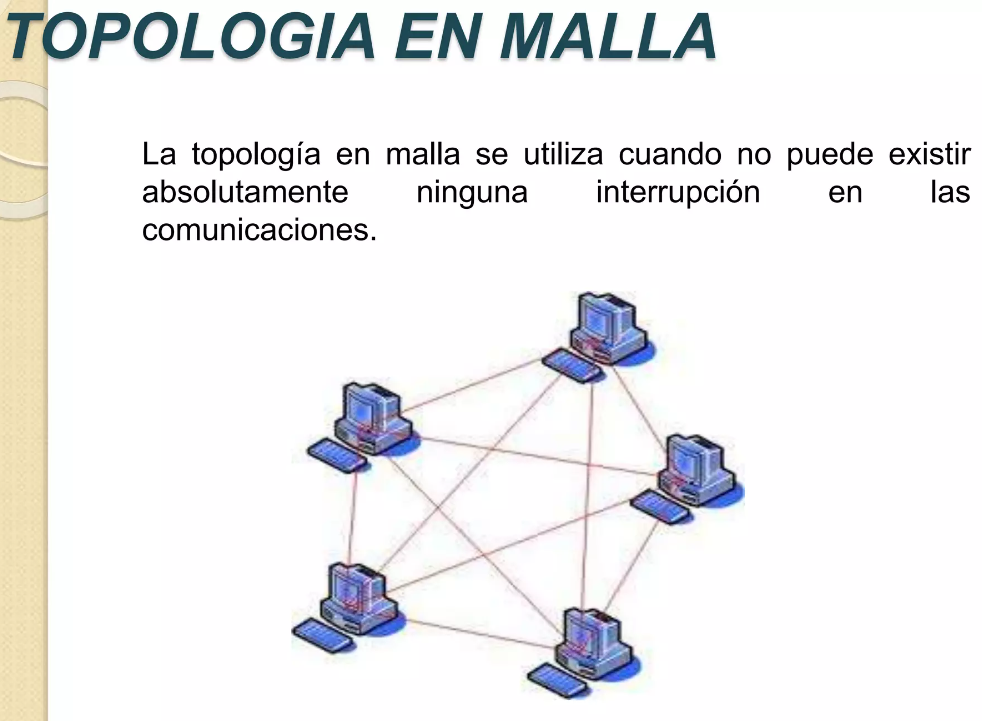 TOPOLOGIA EN MALLA
La topología en malla se utiliza cuando no puede existir
absolutamente ninguna interrupción en las
comunicaciones.